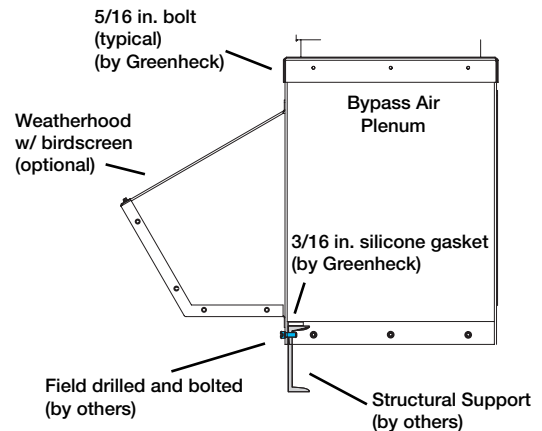 5/16 in. bolt
(typical)
(by Greenheck)
Bypass Air
Plenum
Weatherhood
w/ birdscreen
(optional)
3/16 in. silicone gasket
(by Greenheck)
Field drilled and bolted
(by others)
Structural Support
(by others)